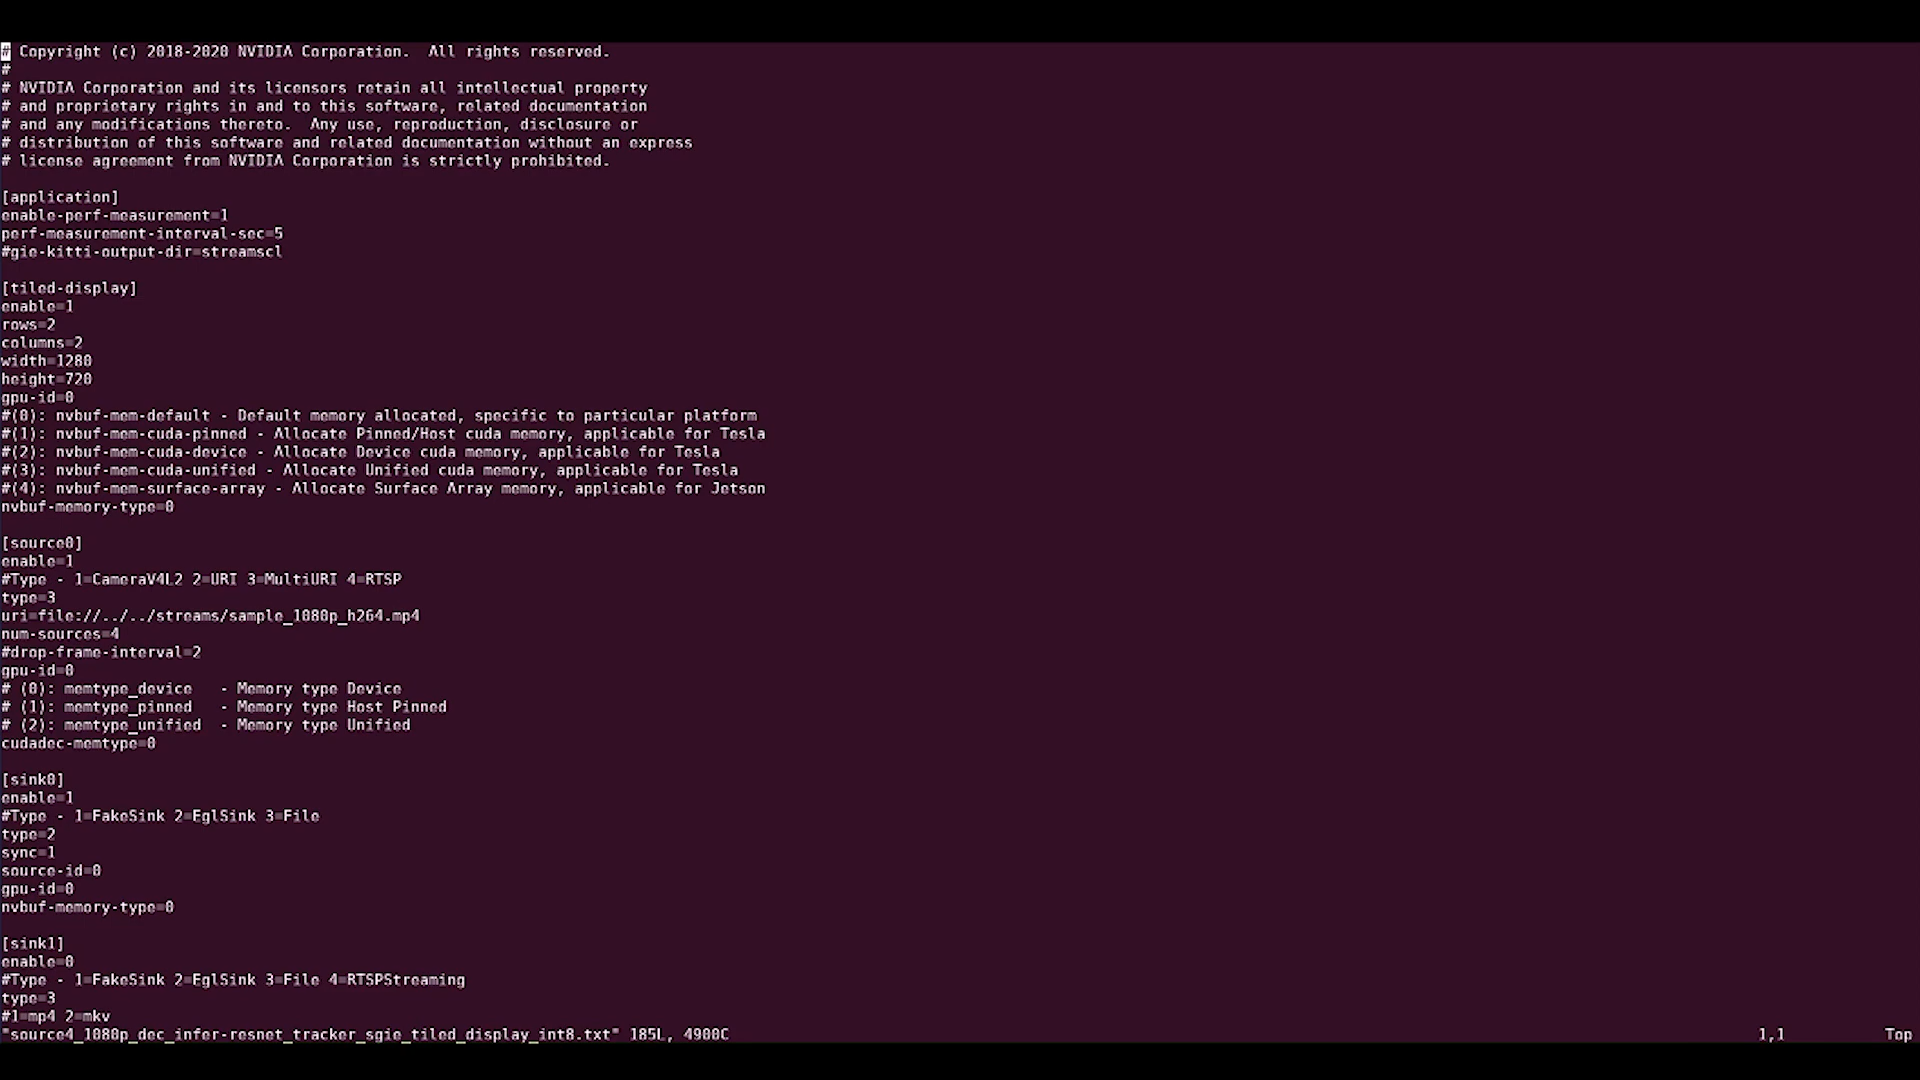 # Copyright (c) 2018-2020 NVIDIA Corporation.  All rights reserved.
#
# NVIDIA Corporation and its licensors retain all intellectual property
# and proprietary rights in and to this software, related documentation
# and any modifications thereto.  Any use, reproduction, disclosure or
# distribution of this software and related documentation without an express
# license agreement from NVIDIA Corporation is strictly prohibited.

[application]
enable-perf-measurement=1
perf-measurement-interval-sec=5
#gie-kitti-output-dir=streamscl

[tiled-display]
enable=1
rows=2
columns=2
width=1280
height=720
gpu-id=0
#(0): nvbuf-mem-default - Default memory allocated, specific to particular platform
#(1): nvbuf-mem-cuda-pinned - Allocate Pinned/Host cuda memory, applicable for Tesla
#(2): nvbuf-mem-cuda-device - Allocate Device cuda memory, applicable for Tesla
#(3): nvbuf-mem-cuda-unified - Allocate Unified cuda memory, applicable for Tesla
#(4): nvbuf-mem-surface-array - Allocate Surface Array memory, applicable for Jetson
nvbuf-memory-type=0

[source0]
enable=1
#Type - 1=CameraV4L2 2=URI 3=MultiURI 4=RTSP
type=3
uri=file://../../streams/sample_1080p_h264.mp4
num-sources=4
#drop-frame-interval=2
gpu-id=0
# (0): memtype_device   - Memory type Device
# (1): memtype_pinned   - Memory type Host Pinned
# (2): memtype_unified  - Memory type Unified
cudadec-memtype=0

[sink0]
enable=1
#Type - 1=FakeSink 2=EglSink 3=File
type=2
sync=1
source-id=0
gpu-id=0
nvbuf-memory-type=0

[sink1]
enable=0
#Type - 1=FakeSink 2=EglSink 3=File 4=RTSPStreaming
type=3
#1=mp4 2=mkv
"source4_1080p_dec_infer-resnet_tracker_sgie_tiled_display_int8.txt" 185L, 4900C 1,1 Top